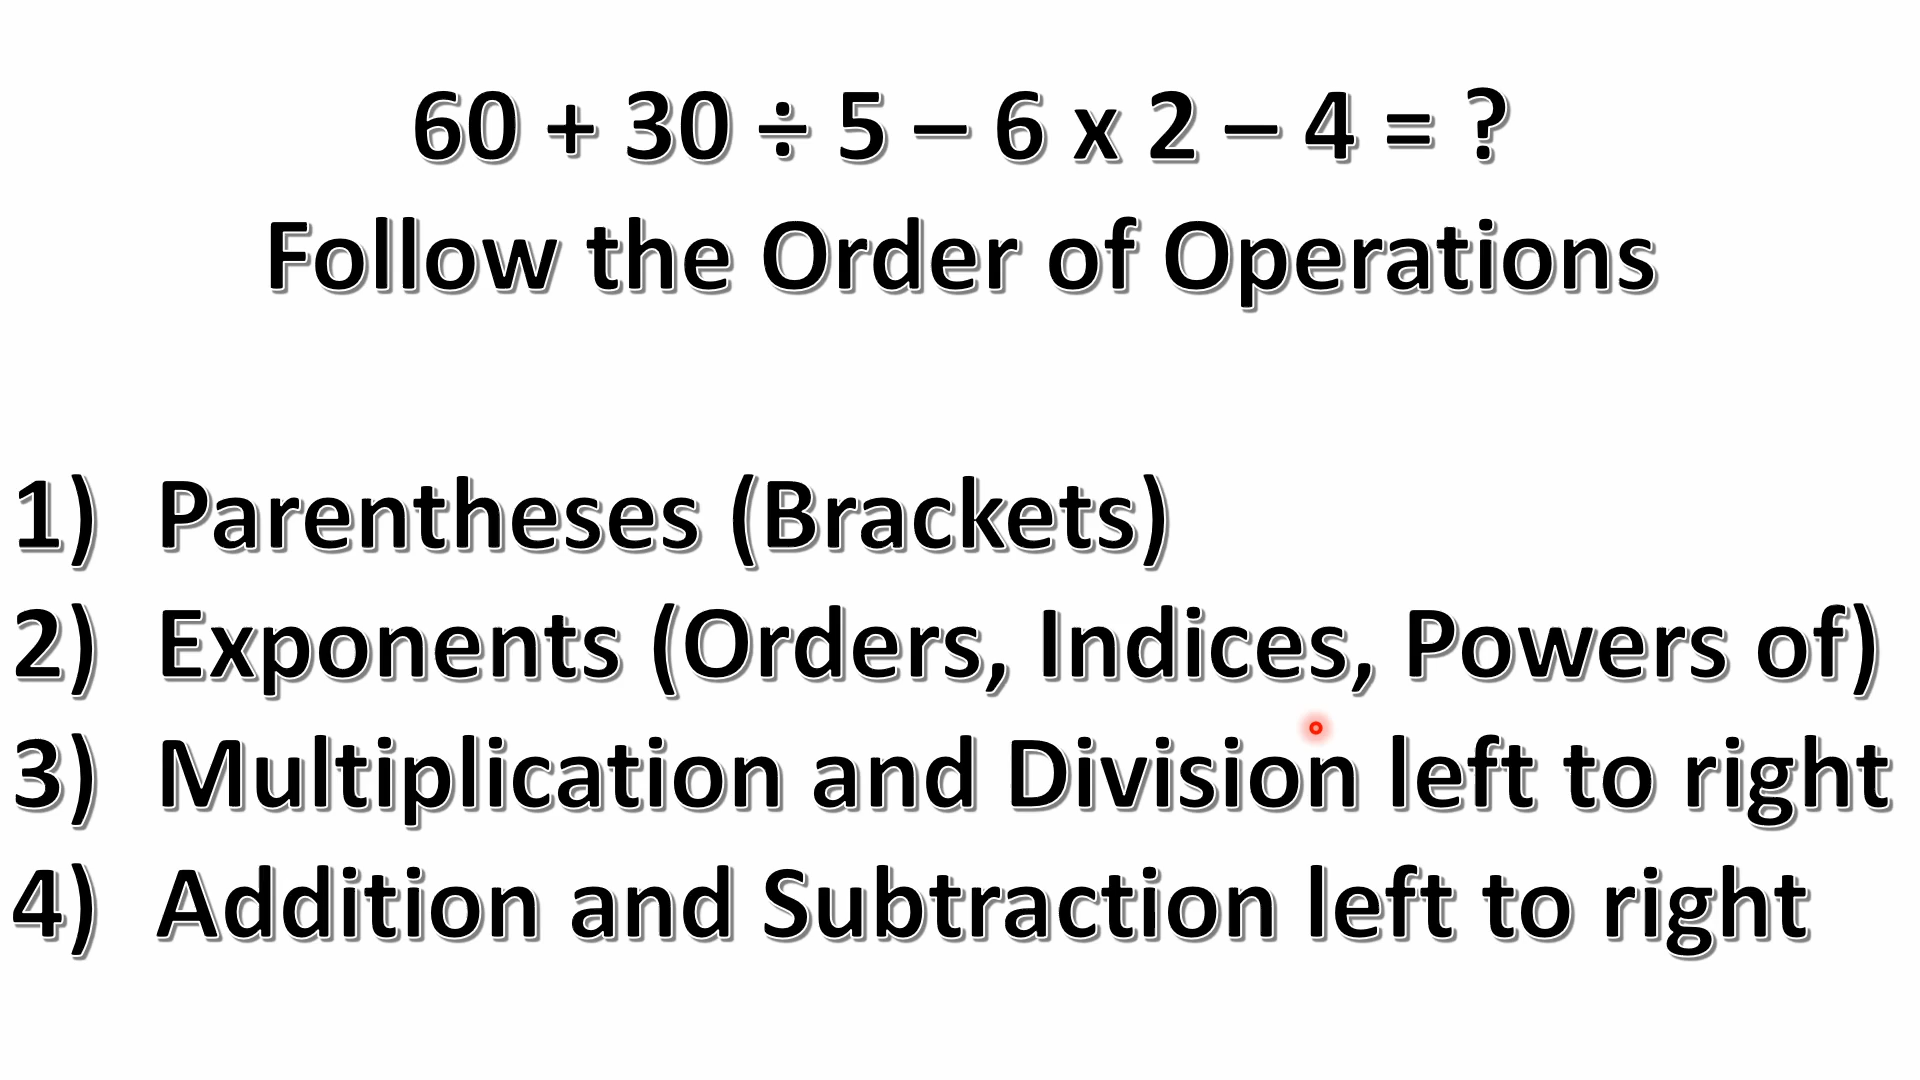 60 + 30 ÷ 5 – 6 x 2 – 4 = ?
Follow the Order of Operations
1) Parentheses (Brackets)
2) Exponents (Orders, Indices, Powers of)
3) Multiplication and Division left to right
4) Addition and Subtraction left to right